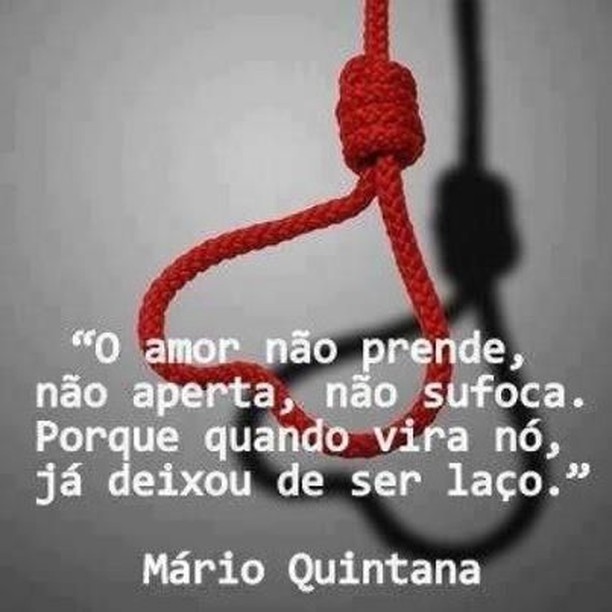 “O amor não prende,
não aperta, não sufoca.
Porque quando vira nó,
já deixou de ser laço.”
Mário Quintana